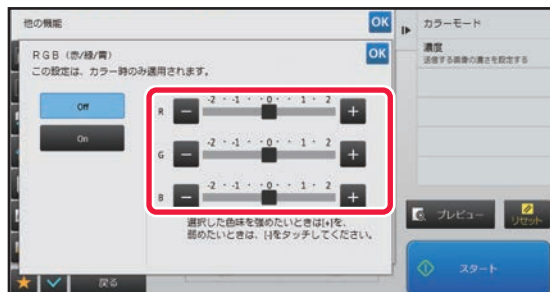 他の機能
OK
カラーモード
RGB (赤/緑/青)
OK
この設定は、カラー時のみ適用されます。
濃度
送信する画像の濃さを設定する
Off
On
R
-2 ・ -1 ・ ・0・ ・ 1 ・ 2
G
-2 ・ -1 ・ ・0・ ・ 1 ・ 2
B
-2 ・ -1 ・ ・0・ ・ 1 ・ 2
選択した色味を強めたいときは[+]を、
弱めたいときは、[-]をタッチしてください。
プレビュー
リセット
戻る
スタート